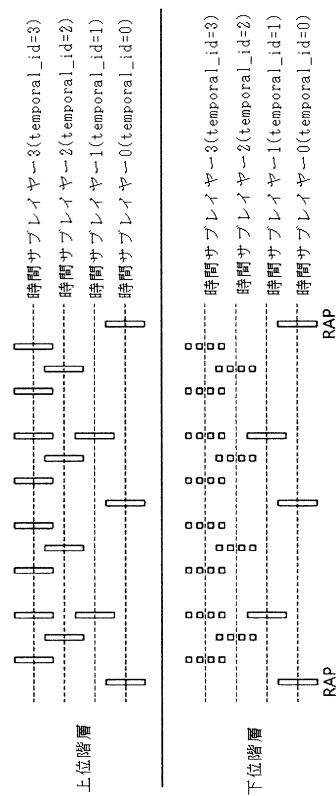 上位階層
時間サブレイヤー3(temporal_id=3)
時間サブレイヤー2(temporal_id=2)
時間サブレイヤー1(temporal_id=1)
時間サブレイヤー0(temporal_id=0)
下位階層
時間サブレイヤー3(temporal_id=3)
時間サブレイヤー2(temporal_id=2)
時間サブレイヤー1(temporal_id=1)
時間サブレイヤー0(temporal_id=0)
RAP
RAP